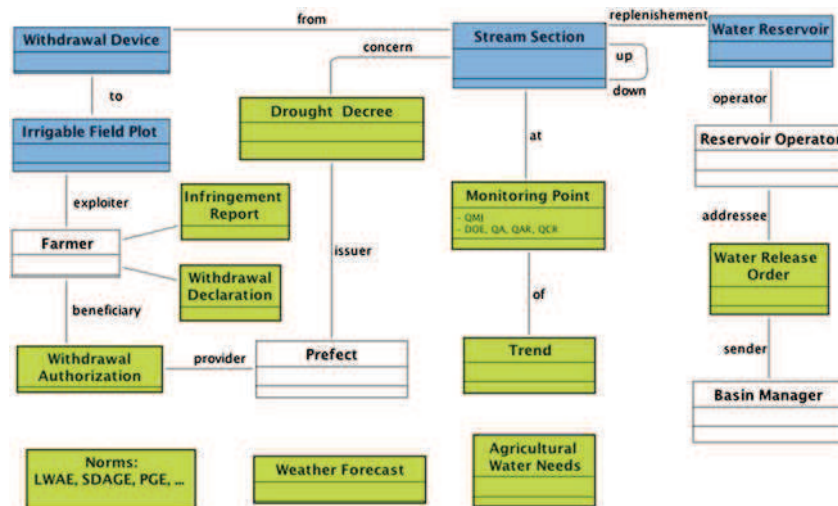 from
replenishement
Withdrawal Device
Stream Section
Water Reservoir
concern
up
down
to
operator
Drought Decree
Irrigable Field Plot
Reservoir Operator
at
exploiter
Infringement
Report
Monitoring Point
- QMI
- DOE, QA, QAR, QCR
addressee
Farmer
issuer
Withdrawal
Declaration
Water Release
Order
beneficiary
of
Withdrawal
Authorization
provider
Prefect
Trend
sender
Basin Manager
Norms:
LWAE, SDAGE, PGE, ...
Weather Forecast
Agricultural
Water Needs